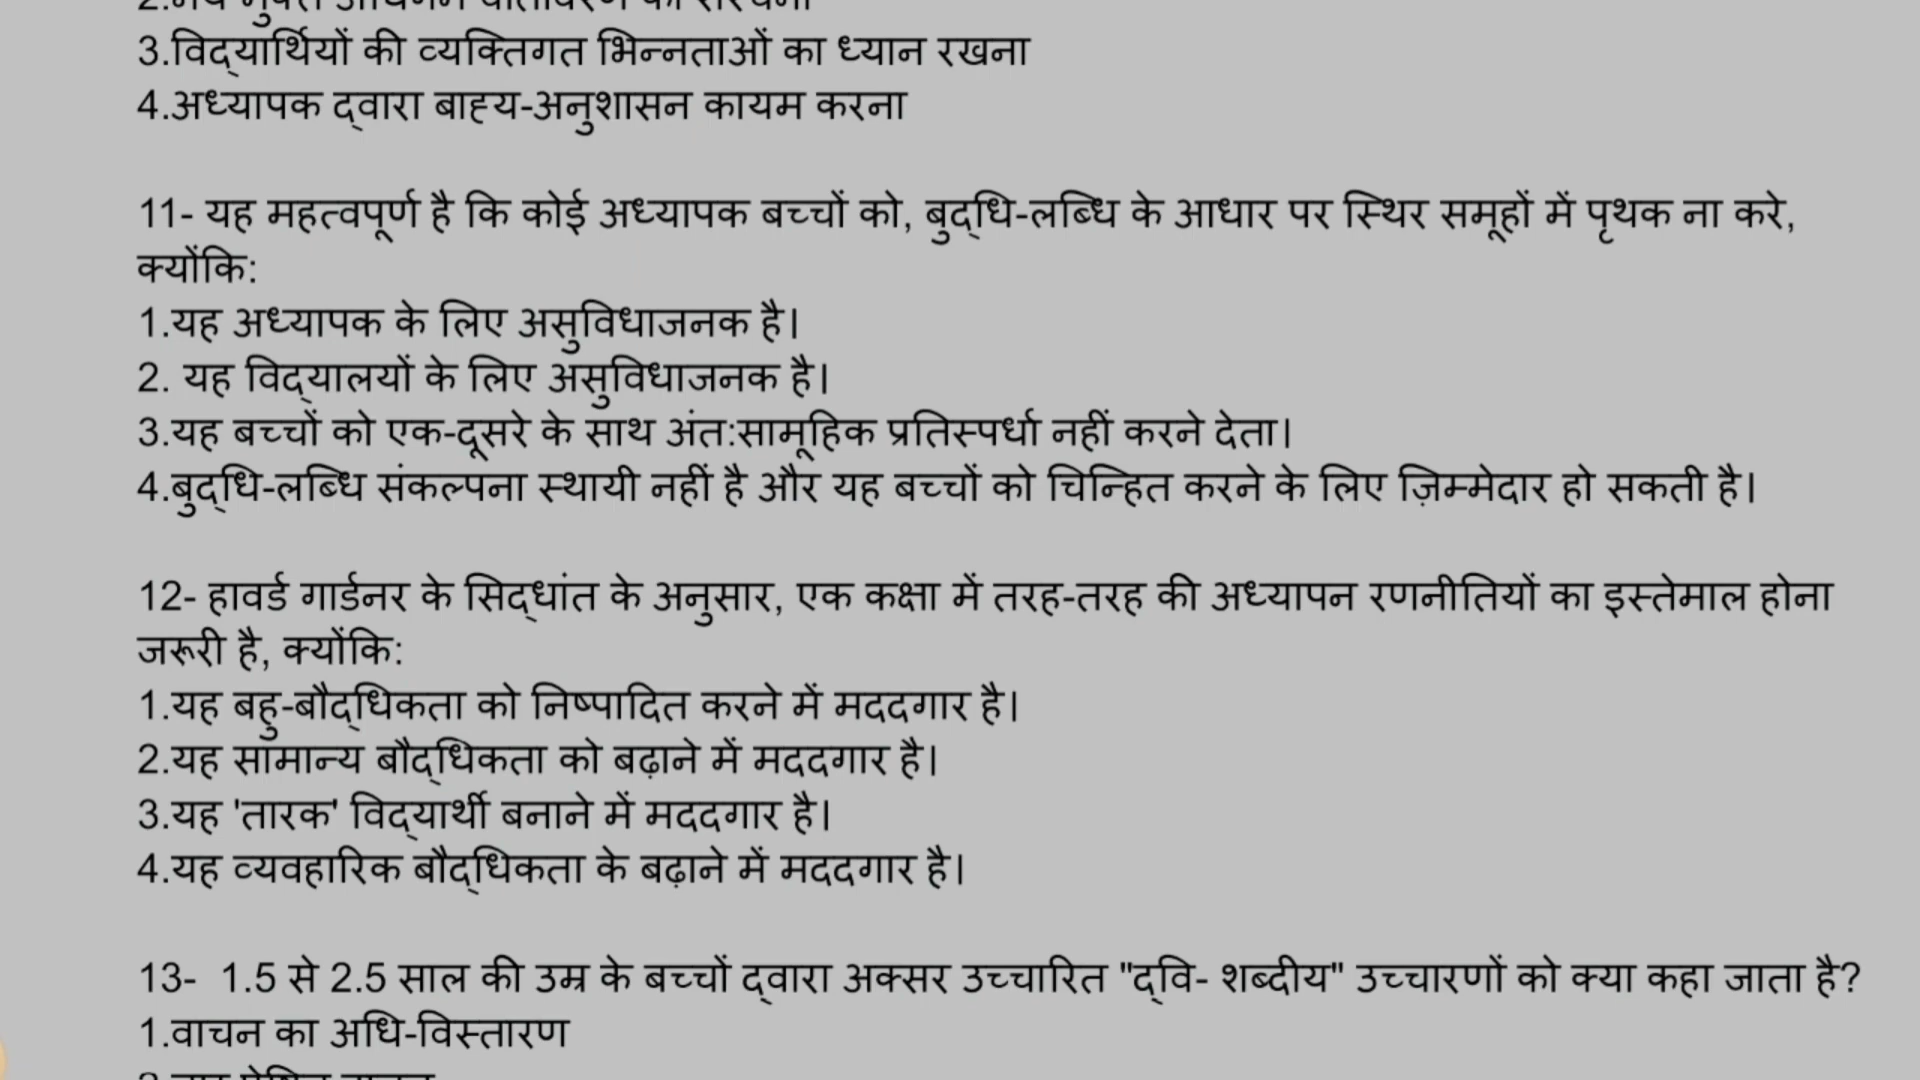 3.विद्यार्थियों की व्यक्तिगत भिन्नताओं का ध्यान रखना
4.अध्यापक द्वारा बाह्य-अनुशासन कायम करना
11- यह महत्वपूर्ण है कि कोई अध्यापक बच्चों को, बुद्धि-लब्धि के आधार पर स्थिर समूहों में पृथक ना करे,
क्योंकि:
1.यह अध्यापक के लिए असुविधाजनक है।
2. यह विद्यालयों के लिए असुविधाजनक है।
3.यह बच्चों को एक-दूसरे के साथ अंत:सामूहिक प्रतिस्पर्धा नहीं करने देता।
4.बुद्धि-लब्धि संकल्पना स्थायी नहीं है और यह बच्चों को चिन्हित करने के लिए ज़िम्मेदार हो सकती है।
12- हावर्ड गार्डनर के सिद्धांत के अनुसार, एक कक्षा में तरह-तरह की अध्यापन रणनीतियों का इस्तेमाल होना
जरूरी है, क्योंकि:
1.यह बहु-बौद्धिकता को निष्पादित करने में मददगार है।
2.यह सामान्य बौद्धिकता को बढ़ाने में मददगार है।
3.यह 'तारक' विद्यार्थी बनाने में मददगार है।
4.यह व्यवहारिक बौद्धिकता के बढ़ाने में मददगार है।
13- 1.5 से 2.5 साल की उम्र के बच्चों द्वारा अक्सर उच्चारित "द्वि- शब्दीय" उच्चारणों को क्या कहा जाता है?
1.वाचन का अधि-विस्तारण